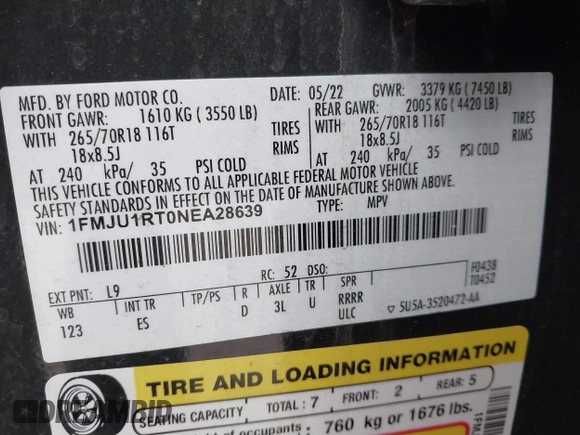 MFD. BY FORD MOTOR CO. DATE: 05/22 GVWR: 3379 KG ( 7450 LB)
FRONT GAWR: 1610 KG ( 3550 LB) REAR GAWR: 2005 KG ( 4420 LB)
WITH 265/70R18 116T TIRES WITH 265/70R18 116T TIRES
18x8.5J RIMS 18x8.5J RIMS
AT 240 kPa/ 35 PSI COLD AT 240 kPa/ 35 PSI COLD
THIS VEHICLE CONFORMS TO ALL APPLICABLE FEDERAL MOTOR VEHICLE
SAFETY STANDARDS IN EFFECT ON THE DATE OF MANUFACTURE SHOWN ABOVE.
VIN: 1FMJU1RT0NEA28639 TYPE: MPV
F0438
T0452
EXT PNT: L9 RC: 52 DSO:
WB INT TR TP/PS R AXLE TR SPR
123 ES D 3L U RRRR
ULC ▽ 5U5A-3520472-AA
TIRE AND LOADING INFORMATION
SEATING CAPACITY TOTAL: 7 FRONT: 2 REAR: 5
of occupants 760 kg or 1676 lbs.
1FM
DREAMBID